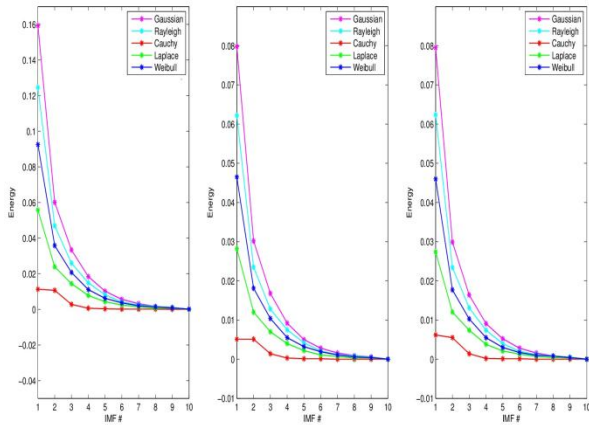 0.16
0.14
0.12
0.1
0.08
0.06
0.04
0.02
0
−0.02
−0.04
Energy
1 2 3 4 5 6 7 8 9 10
IMF #
Gaussian
Rayleigh
Cauchy
Laplace
Weibull
0.08
0.07
0.06
0.05
0.04
0.03
0.02
0.01
0
−0.01
Energy
1 2 3 4 5 6 7 8 9 10
IMF #
Gaussian
Rayleigh
Cauchy
Laplace
Weibull
0.08
0.07
0.06
0.05
0.04
0.03
0.02
0.01
0
−0.01
Energy
1 2 3 4 5 6 7 8 9 10
IMF #
Gaussian
Rayleigh
Cauchy
Laplace
Weibull